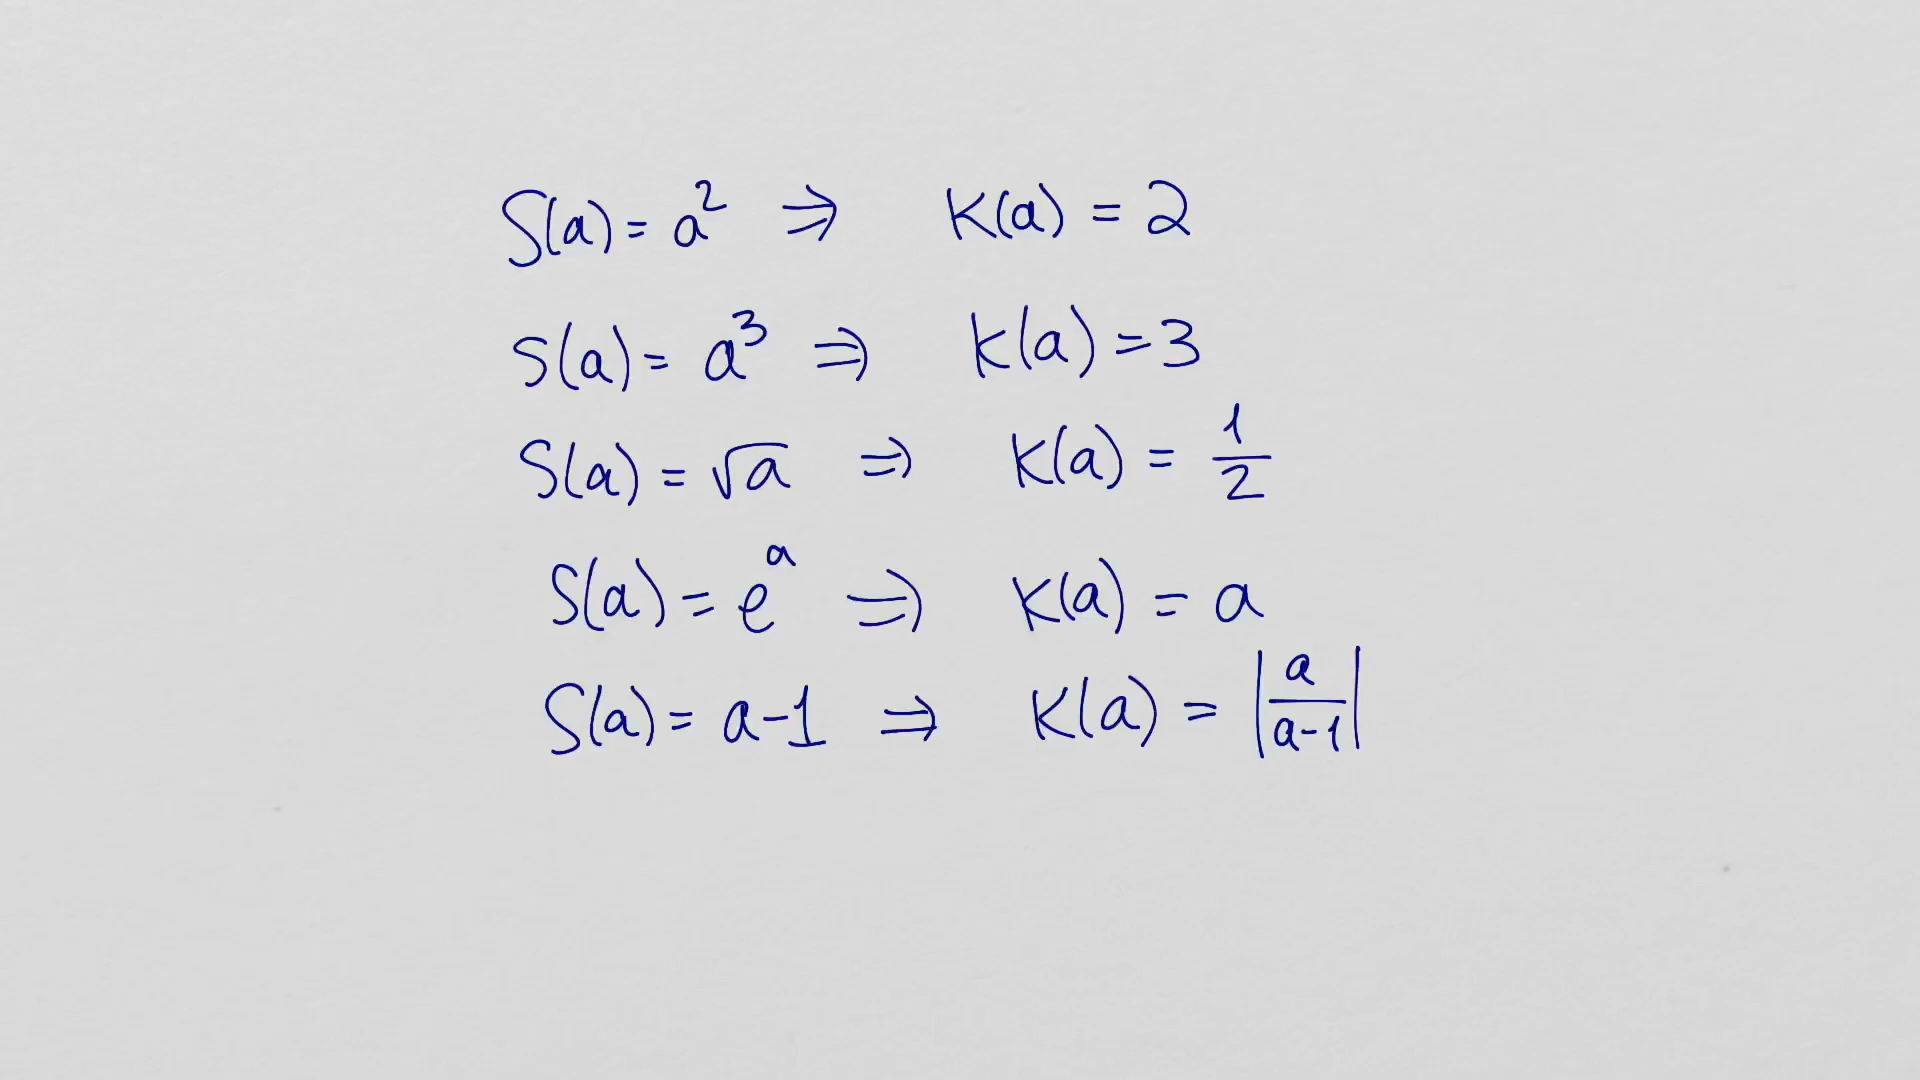 S(a) = a² ⇒ K(a) = 2
S(a) = a³ ⇒ K(a) = 3
S(a) = √a ⇒ K(a) = 1/2
S(a) = eᵃ ⇒ K(a) = a
S(a) = a-1 ⇒ K(a) = |a/(a-1)|